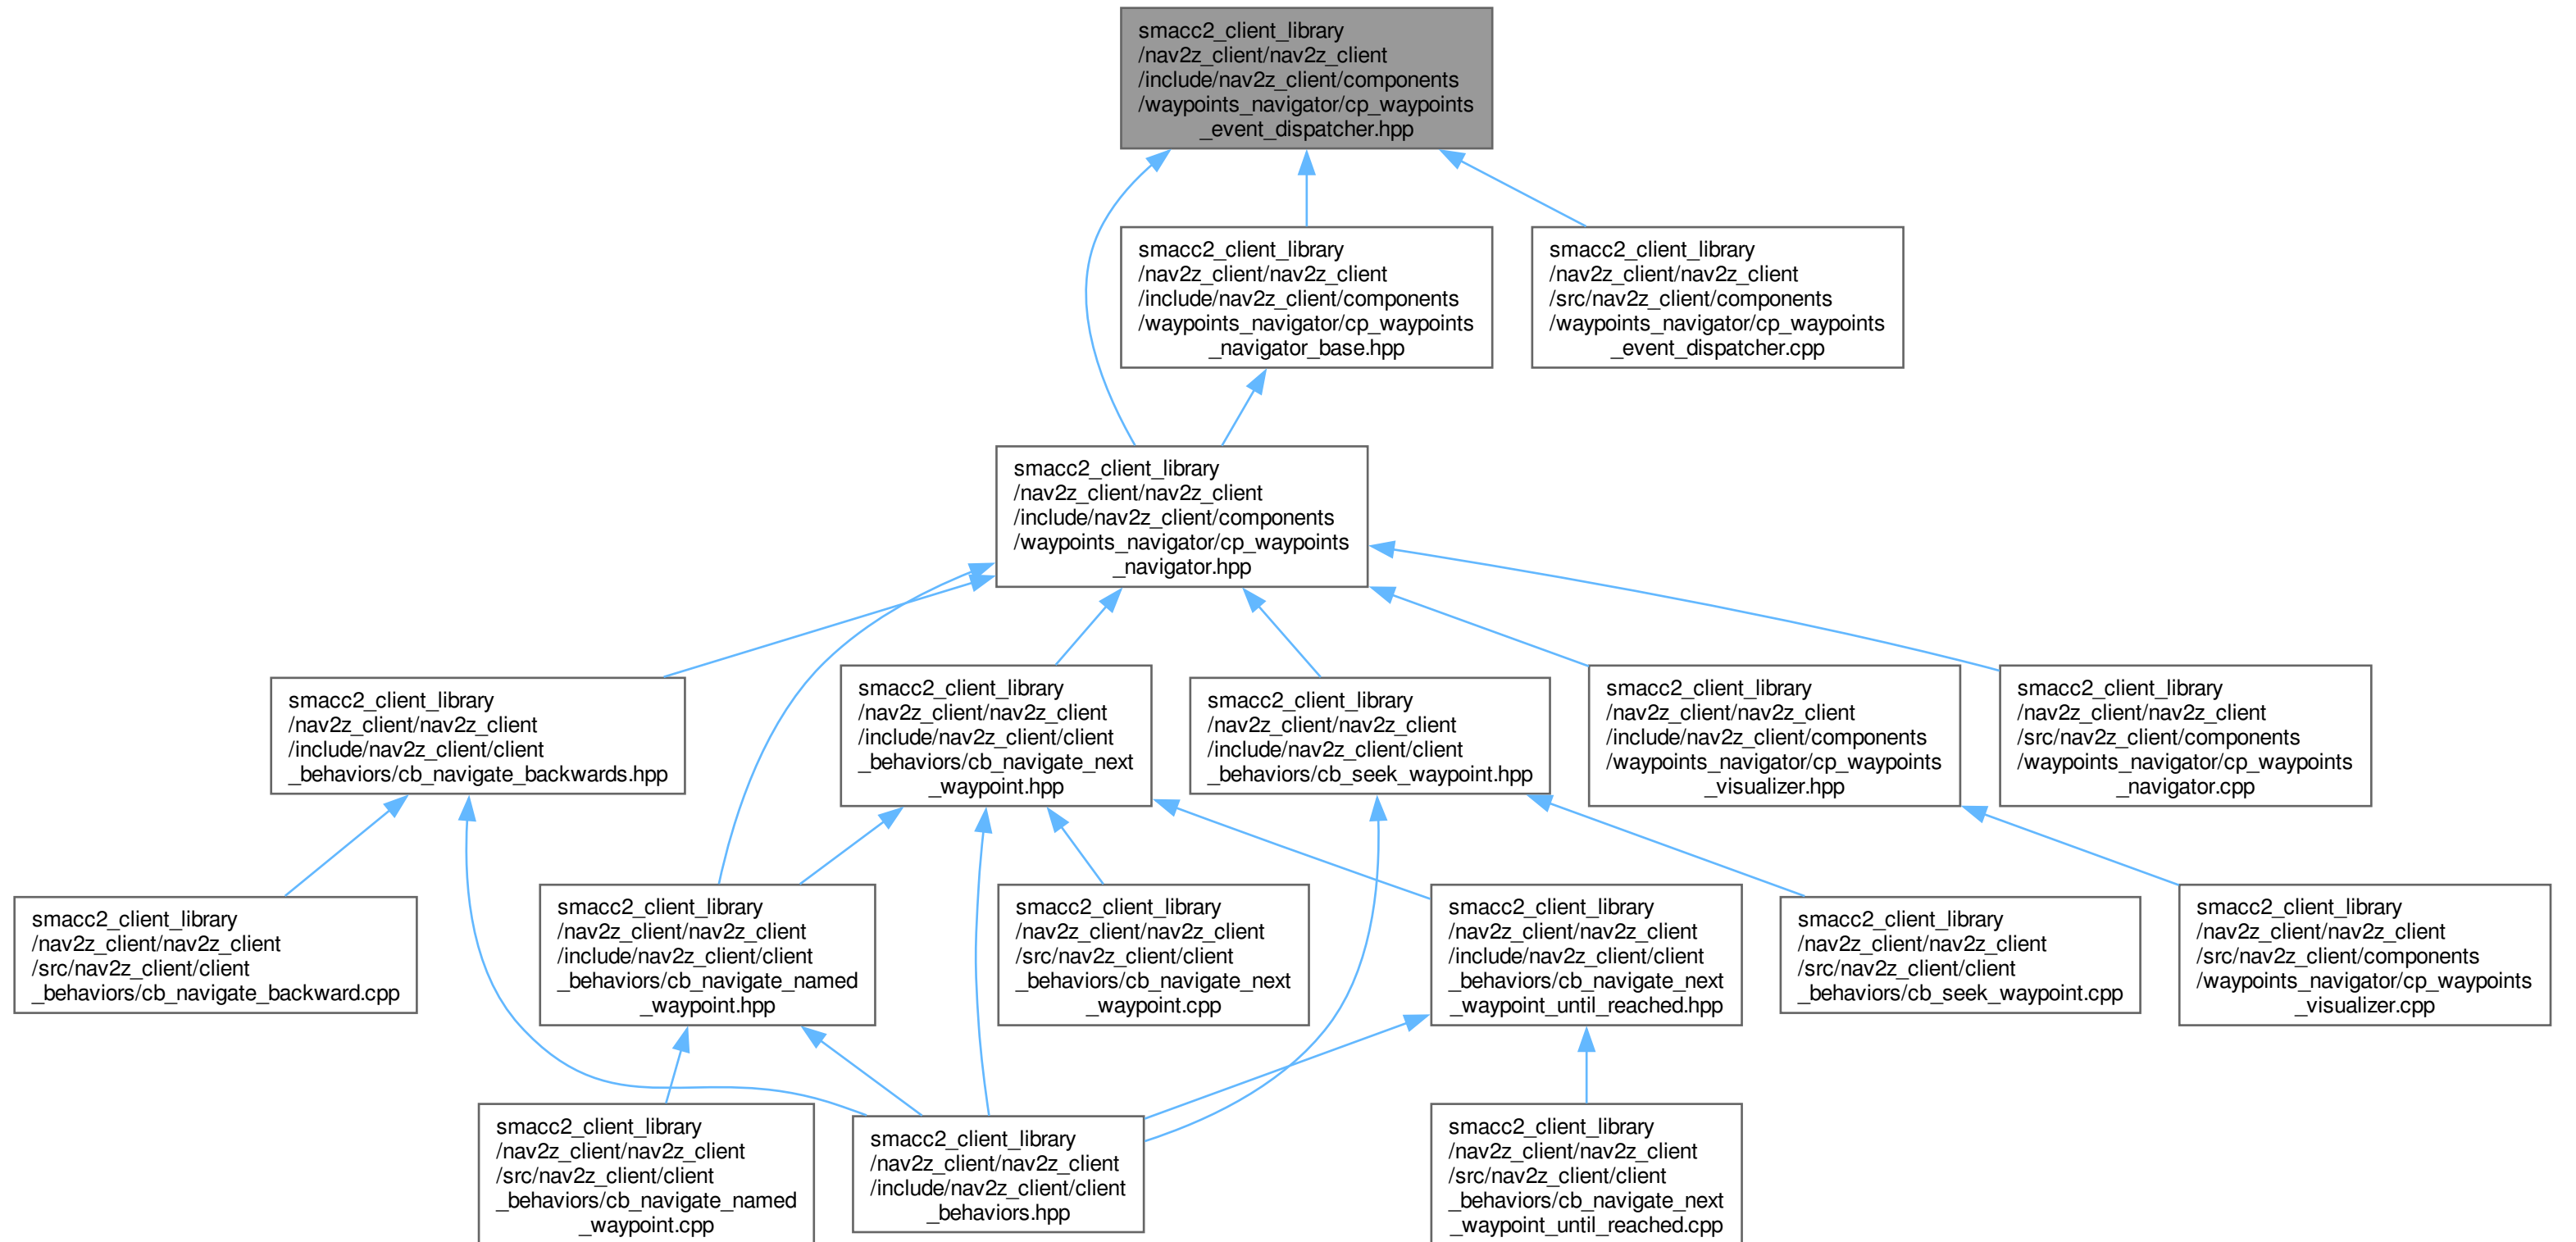 smacc2_client_library
/nav2z_client/nav2z_client
/include/nav2z_client/components
/waypoints_navigator/cp_waypoints
_event_dispatcher.hpp
smacc2_client_library
/nav2z_client/nav2z_client
/include/nav2z_client/components
/waypoints_navigator/cp_waypoints
_navigator_base.hpp
smacc2_client_library
/nav2z_client/nav2z_client
/src/nav2z_client/components
/waypoints_navigator/cp_waypoints
_event_dispatcher.cpp
smacc2_client_library
/nav2z_client/nav2z_client
/include/nav2z_client/components
/waypoints_navigator/cp_waypoints
_navigator.hpp
smacc2_client_library
/nav2z_client/nav2z_client
/include/nav2z_client/client
_behaviors/cb_navigate_backwards.hpp
smacc2_client_library
/nav2z_client/nav2z_client
/include/nav2z_client/client
_behaviors/cb_navigate_next
_waypoint.hpp
smacc2_client_library
/nav2z_client/nav2z_client
/include/nav2z_client/client
_behaviors/cb_seek_waypoint.hpp
smacc2_client_library
/nav2z_client/nav2z_client
/include/nav2z_client/components
/waypoints_navigator/cp_waypoints
_visualizer.hpp
smacc2_client_library
/nav2z_client/nav2z_client
/src/nav2z_client/components
/waypoints_navigator/cp_waypoints
_navigator.cpp
smacc2_client_library
/nav2z_client/nav2z_client
/src/nav2z_client/client
_behaviors/cb_navigate_backward.cpp
smacc2_client_library
/nav2z_client/nav2z_client
/include/nav2z_client/client
_behaviors/cb_navigate_named
_waypoint.hpp
smacc2_client_library
/nav2z_client/nav2z_client
/src/nav2z_client/client
_behaviors/cb_navigate_next
_waypoint.cpp
smacc2_client_library
/nav2z_client/nav2z_client
/include/nav2z_client/client
_behaviors/cb_navigate_next
_waypoint_until_reached.hpp
smacc2_client_library
/nav2z_client/nav2z_client
/src/nav2z_client/client
_behaviors/cb_seek_waypoint.cpp
smacc2_client_library
/nav2z_client/nav2z_client
/src/nav2z_client/components
/waypoints_navigator/cp_waypoints
_visualizer.cpp
smacc2_client_library
/nav2z_client/nav2z_client
/src/nav2z_client/client
_behaviors/cb_navigate_named
_waypoint.cpp
smacc2_client_library
/nav2z_client/nav2z_client
/include/nav2z_client/client
_behaviors.hpp
smacc2_client_library
/nav2z_client/nav2z_client
/src/nav2z_client/client
_behaviors/cb_navigate_next
_waypoint_until_reached.cpp